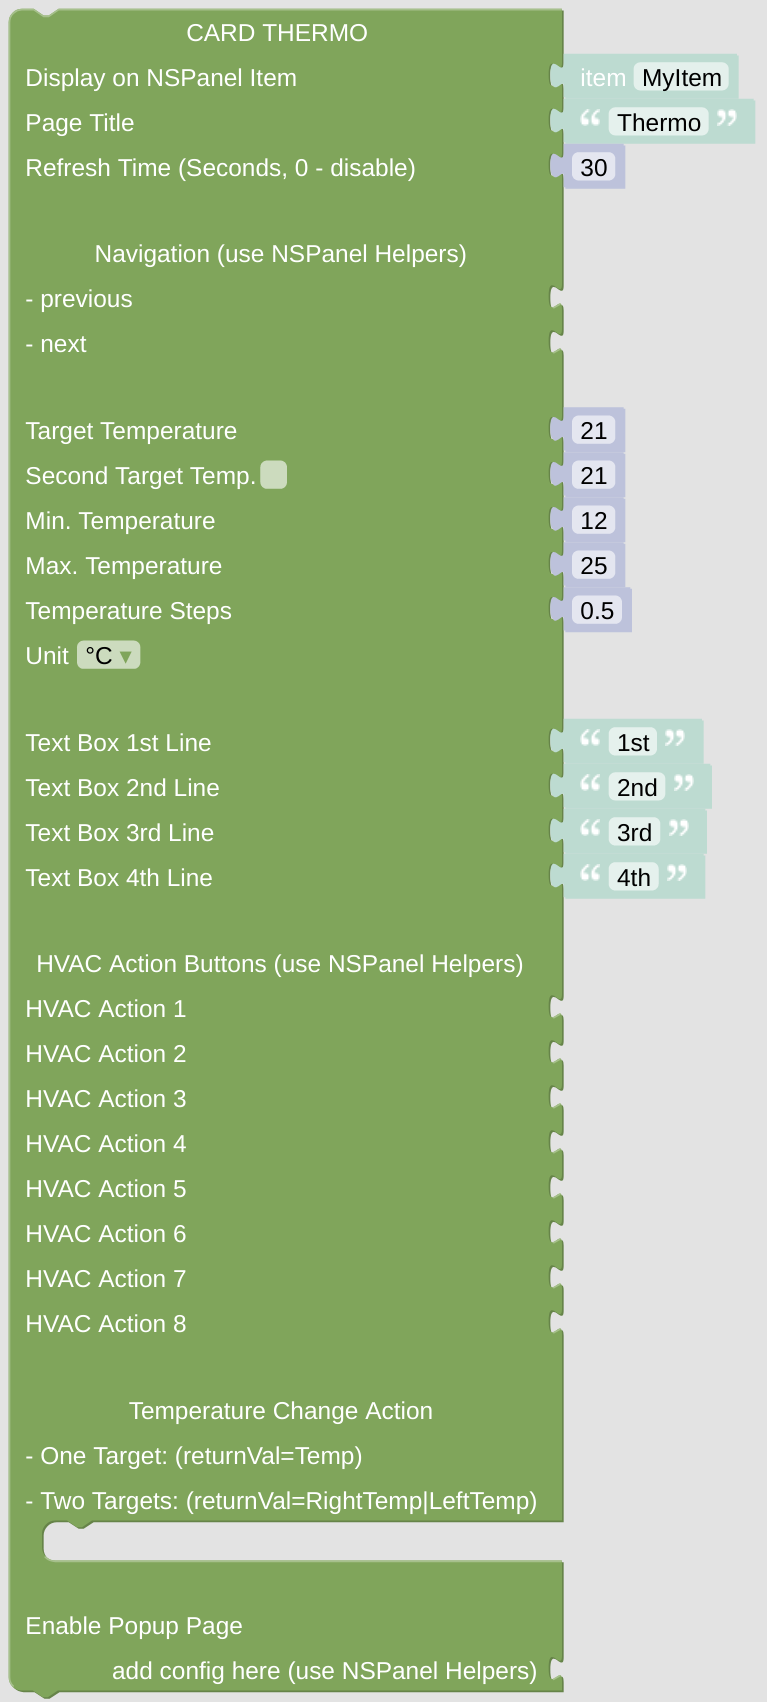 CARD THERMO
Display on NSPanel Item item MyItem
Page Title “ Thermo ”
Refresh Time (Seconds, 0 - disable) 30
Navigation (use NSPanel Helpers)
- previous
- next
Target Temperature 21
Second Target Temp. 21
Min. Temperature 12
Max. Temperature 25
Temperature Steps 0.5
Unit °C ▾
Text Box 1st Line “ 1st ”
Text Box 2nd Line “ 2nd ”
Text Box 3rd Line “ 3rd ”
Text Box 4th Line “ 4th ”
HVAC Action Buttons (use NSPanel Helpers)
HVAC Action 1
HVAC Action 2
HVAC Action 3
HVAC Action 4
HVAC Action 5
HVAC Action 6
HVAC Action 7
HVAC Action 8
Temperature Change Action
- One Target: (returnVal=Temp)
- Two Targets: (returnVal=RightTemp|LeftTemp)
Enable Popup Page
add config here (use NSPanel Helpers)